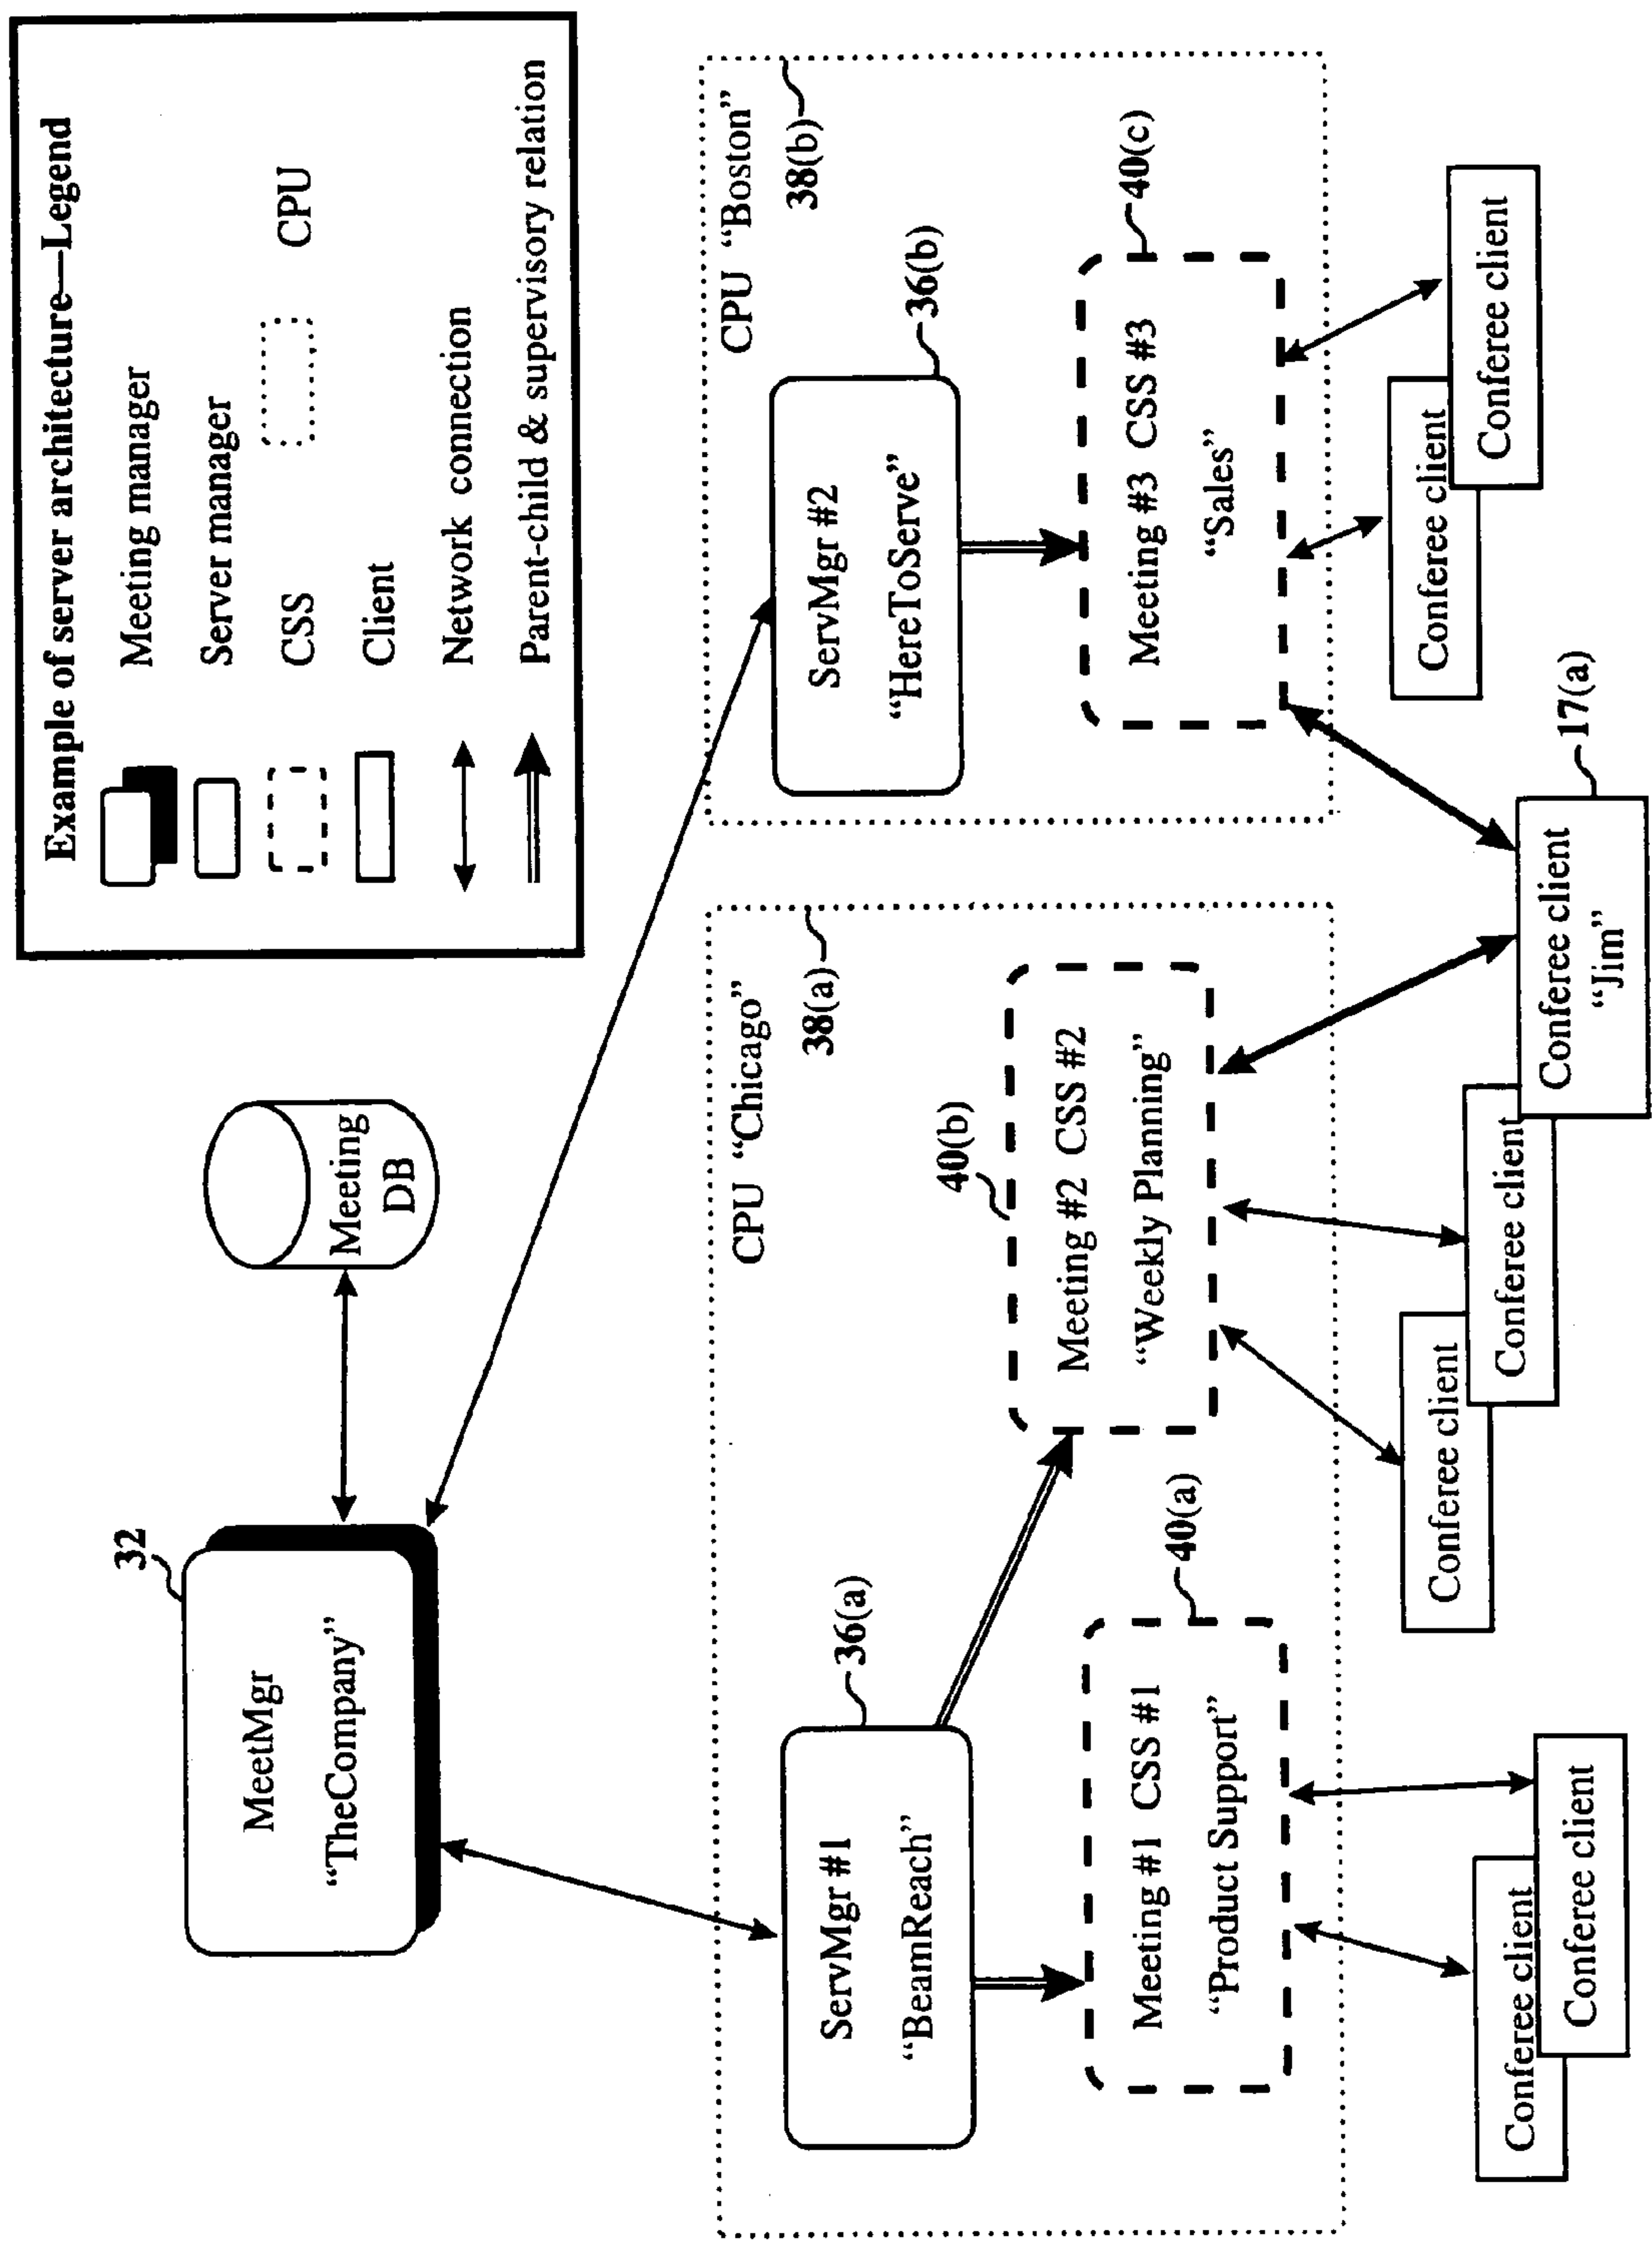 Example of server architecture—Legend
Meeting manager
Server manager
CSS
CPU
Client
Network connection
Parent-child & supervisory relation
32
MeetMgr
“TheCompany”
Meeting
DB
CPU “Chicago”
38(a)
ServMgr #1
“BeamReach”
36(a)
40(b)
Meeting #2 CSS #2
“Weekly Planning”
Meeting #1 CSS #1
“Product Support”
40(a)
CPU “Boston”
38(b)
ServMgr #2
“HereToServe”
36(b)
Meeting #3 CSS #3
“Sales”
40(c)
Conferee client
Conferee client
Conferee client
Conferee client
Conferee client
“Jim”
17(a)
Conferee client
Conferee client